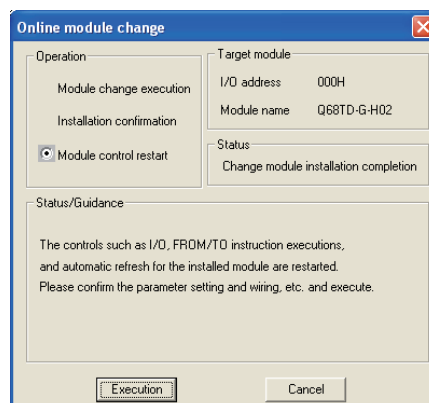 Online module change
Operation
Module change execution
Installation confirmation
Module control restart
Target module
I/O address 000H
Module name Q68TD-G-H02
Status
Change module installation completion
Status/Guidance
The controls such as I/O, FROM/TO instruction executions,
and automatic refresh for the installed module are restarted.
Please confirm the parameter setting and wiring, etc. and execute.
Execution
Cancel